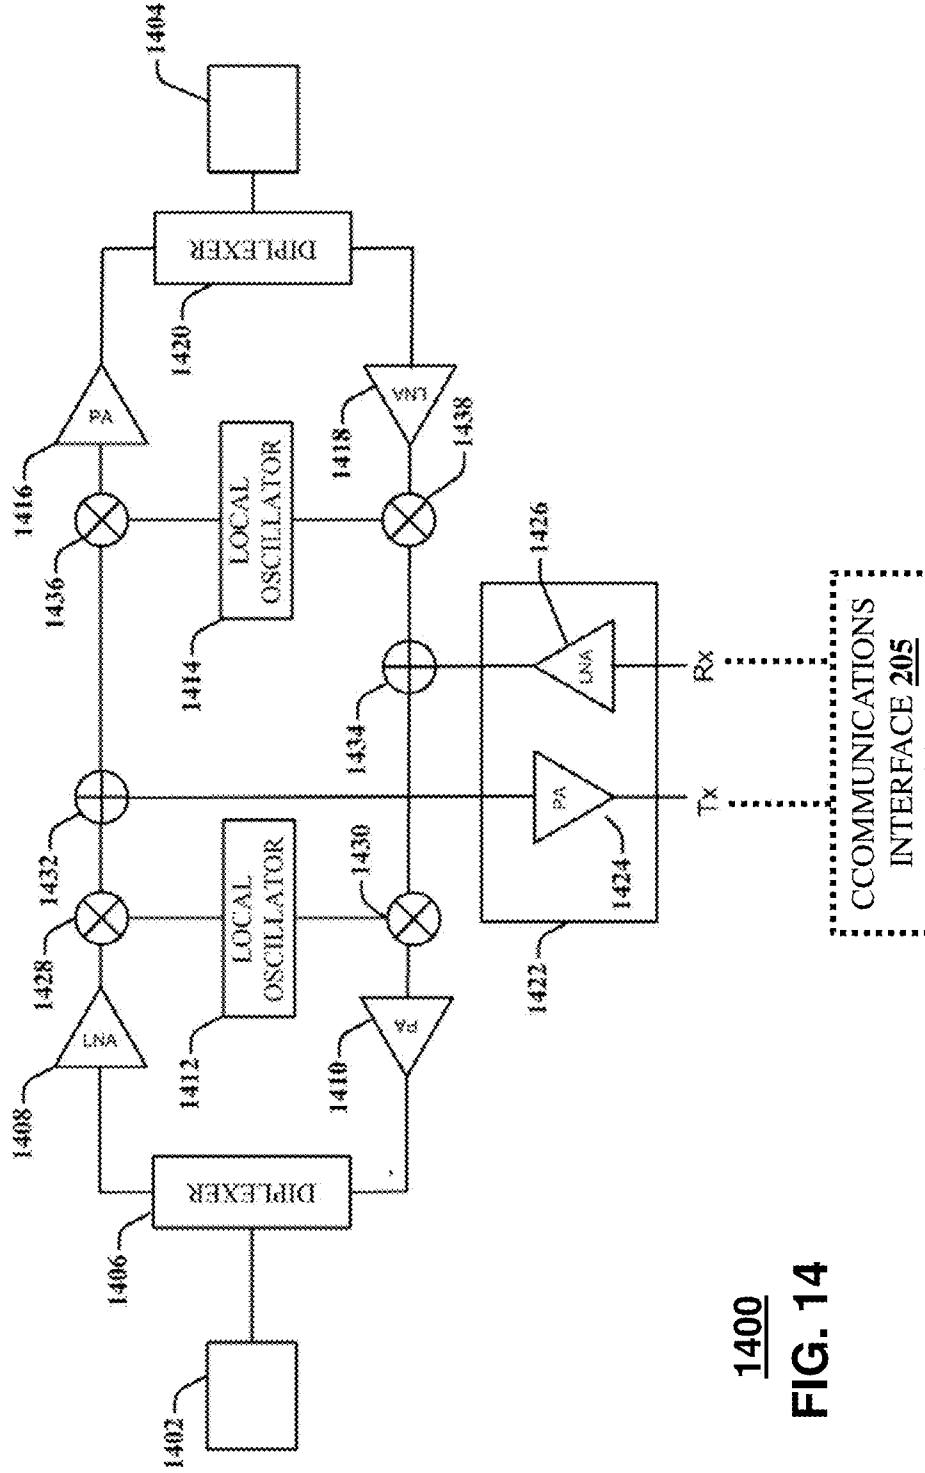 1404
DIPLEXER
1420
PA
1416
LNA
1418
1438
1436
LOCAL
OSCILLATOR
1414
1426
LNA
1434
Rx
1432
PA
1424
Tx
1422
CCOMMUNICATIONS
INTERFACE 205
1428
LOCAL
OSCILLATOR
1412
1430
LNA
1408
PA
1410
DIPLEXER
1406
1402
1400
FIG. 14